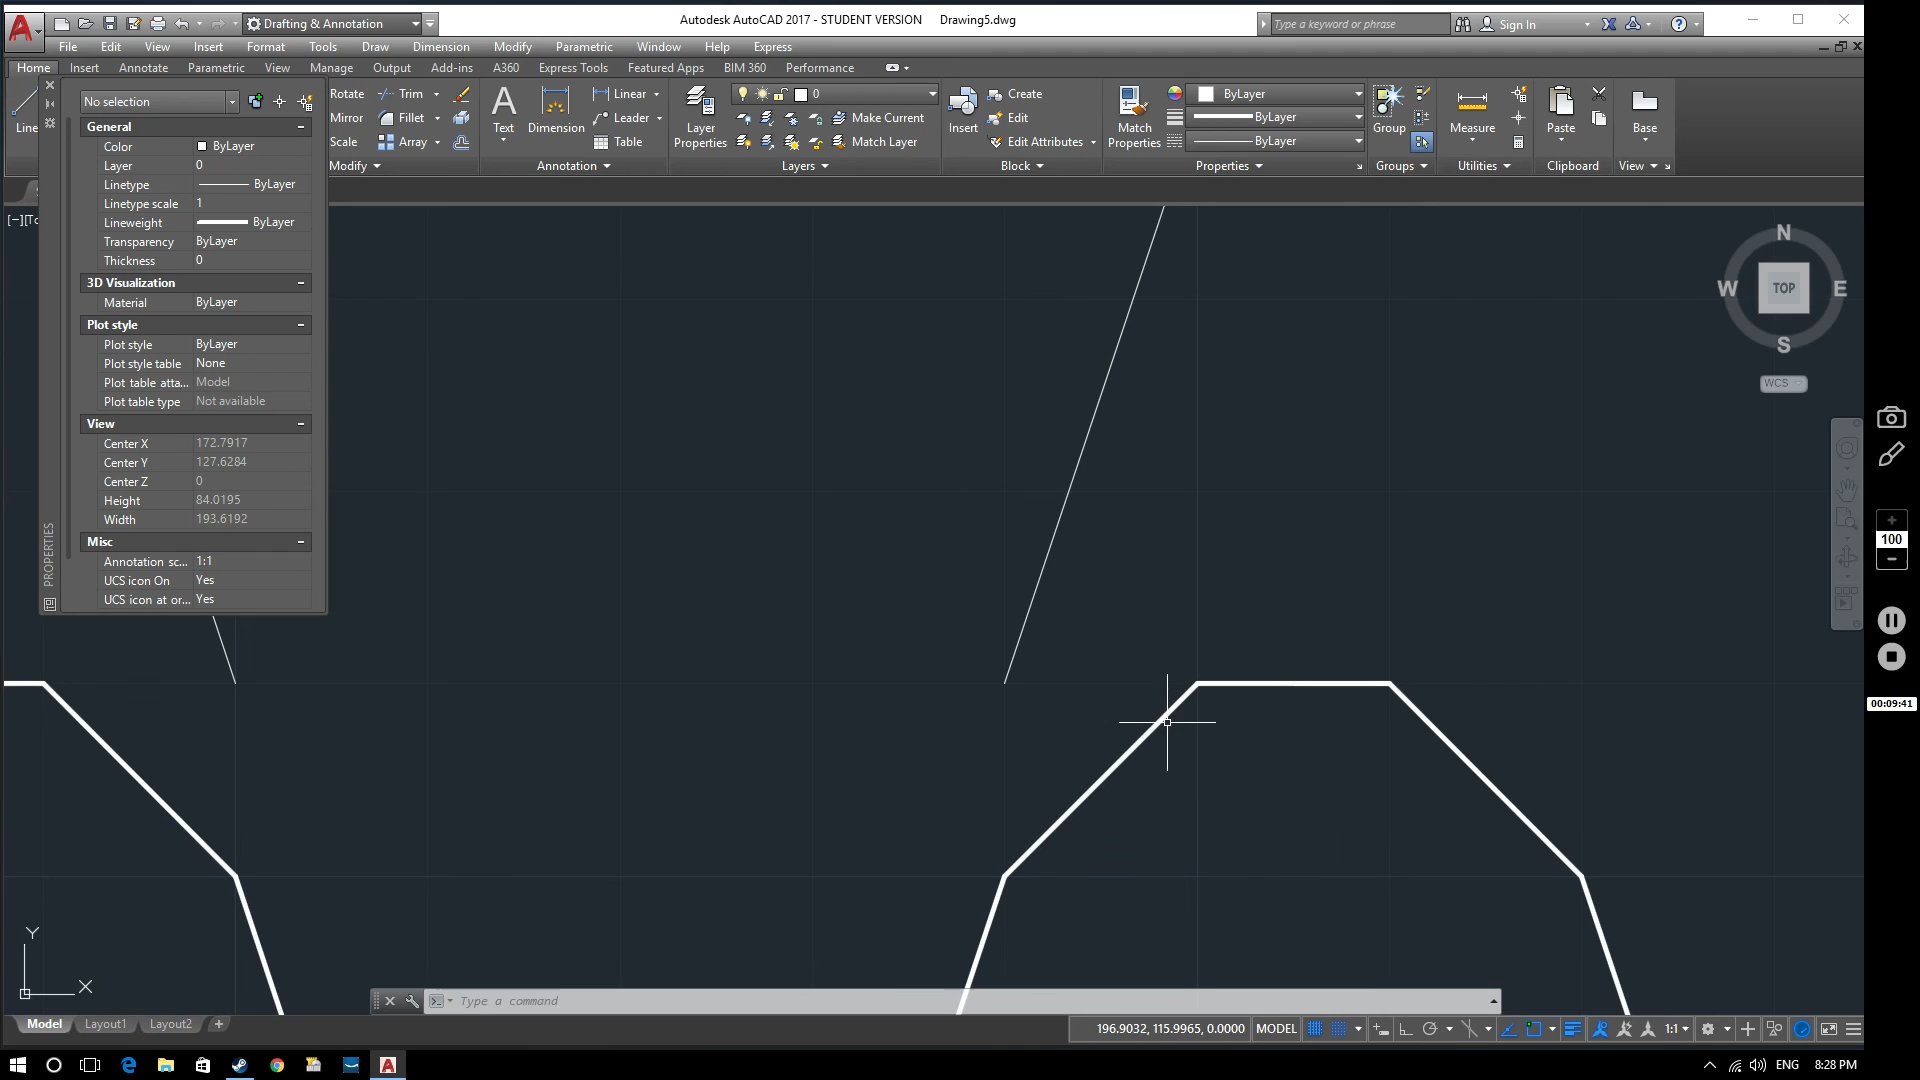 Drafting & Annotation
Autodesk AutoCAD 2017 - STUDENT VERSION Drawing5.dwg
Type a keyword or phrase
Sign In
File Edit View Insert Format Tools Draw Dimension Modify Parametric Window Help Express
Home Insert Annotate Parametric View Manage Output Add-ins A360 Express Tools Featured Apps BIM 360 Performance
Line
Rotate Trim
Mirror Fillet
Scale Array
Modify
Text
Dimension
Linear
Leader
Table
Annotation
Layer
Properties
0
Make Current
Match Layer
Layers
Insert
Create
Edit
Edit Attributes
Block
Match
Properties
ByLayer
ByLayer
ByLayer
Properties
Group
Groups
Measure
Utilities
Paste
Clipboard
Base
View
No selection
General
Color ByLayer
Layer 0
Linetype ByLayer
Linetype scale 1
Lineweight ByLayer
Transparency ByLayer
Thickness 0
3D Visualization
Material ByLayer
Plot style
Plot style ByLayer
Plot style table None
Plot table atta... Model
Plot table type Not available
View
Center X 172.7917
Center Y 127.6284
Center Z 0
Height 84.0195
Width 193.6192
Misc
Annotation sc... 1:1
UCS icon On Yes
UCS icon at or... Yes
PROPERTIES
N
W TOP E
S
WCS
100
00:09:41
Y
X
Type a command
Model Layout1 Layout2 +
196.9032, 115.9965, 0.0000 MODEL 1:1
ENG 8:28 PM